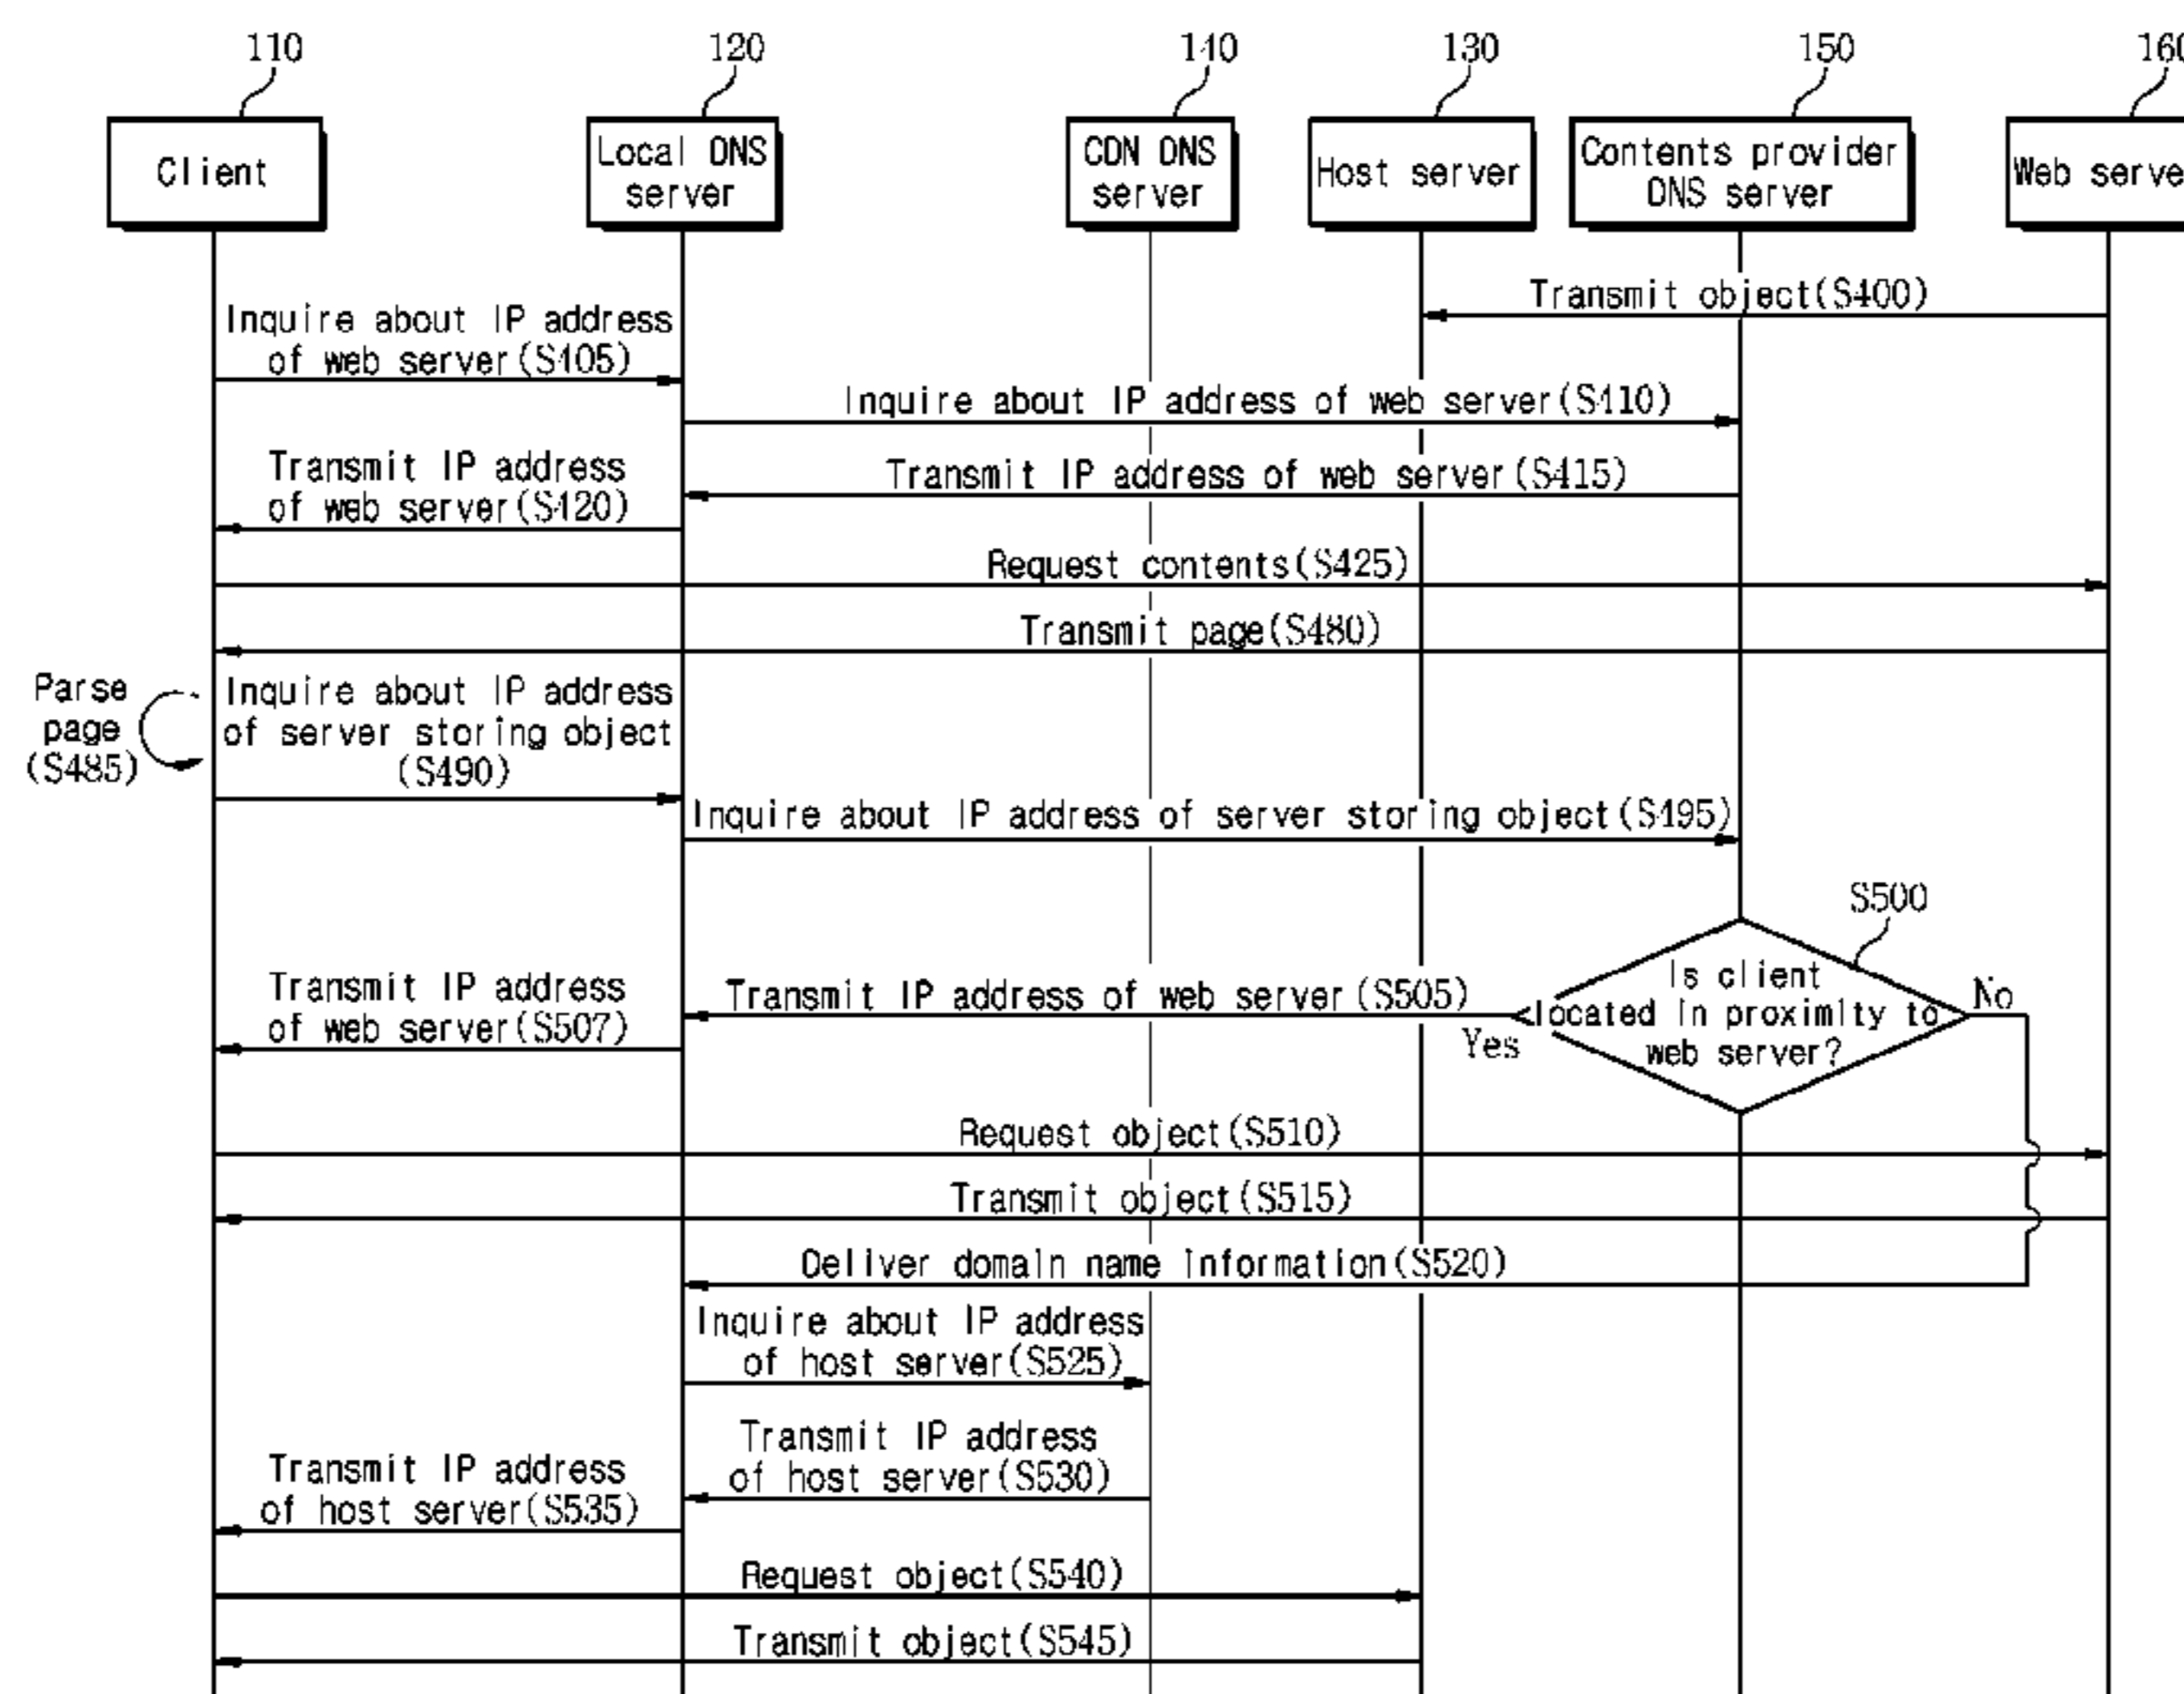 110
120
140
130
150
160
Client
Local DNS
server
CDN DNS
server
Host server
Contents provider
DNS server
Web serve
Transmit object(S400)
Inquire about IP address
of web server(S405)
Inquire about IP address of web server(S410)
Transmit IP address of web server(S415)
Transmit IP address
of web server(S420)
Request contents(S425)
Transmit page(S480)
Parse
page
(S485)
Inquire about IP address
of server storing object
(S490)
Inquire about IP address of server storing object(S495)
S500
Is client
located in proximity to
web server?
No
Yes
Transmit IP address of web server(S505)
Transmit IP address
of web server(S507)
Request object(S510)
Transmit object(S515)
Deliver domain name information(S520)
Inquire about IP address
of host server(S525)
Transmit IP address
of host server(S530)
Transmit IP address
of host server(S535)
Request object(S540)
Transmit object(S545)